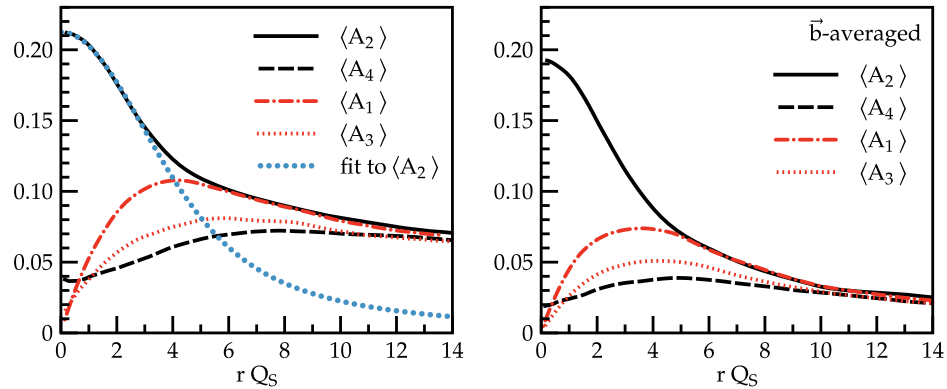 0.20
0.15
0.10
0.05
0
⟨A₂⟩
⟨A₄⟩
⟨A₁⟩
⟨A₃⟩
fit to ⟨A₂⟩
0 2 4 6 8 10 12 14
r Q_S
0.20
0.15
0.10
0.05
0
b⃗-averaged
⟨A₂⟩
⟨A₄⟩
⟨A₁⟩
⟨A₃⟩
0 2 4 6 8 10 12 14
r Q_S